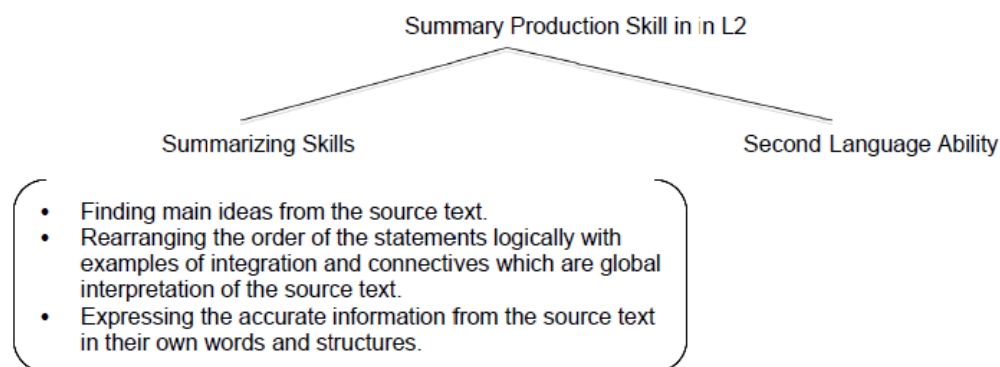 Summary Production Skill in in L2
Summarizing Skills
Second Language Ability
• Finding main ideas from the source text.
• Rearranging the order of the statements logically with
examples of integration and connectives which are global
interpretation of the source text.
• Expressing the accurate information from the source text
in their own words and structures.